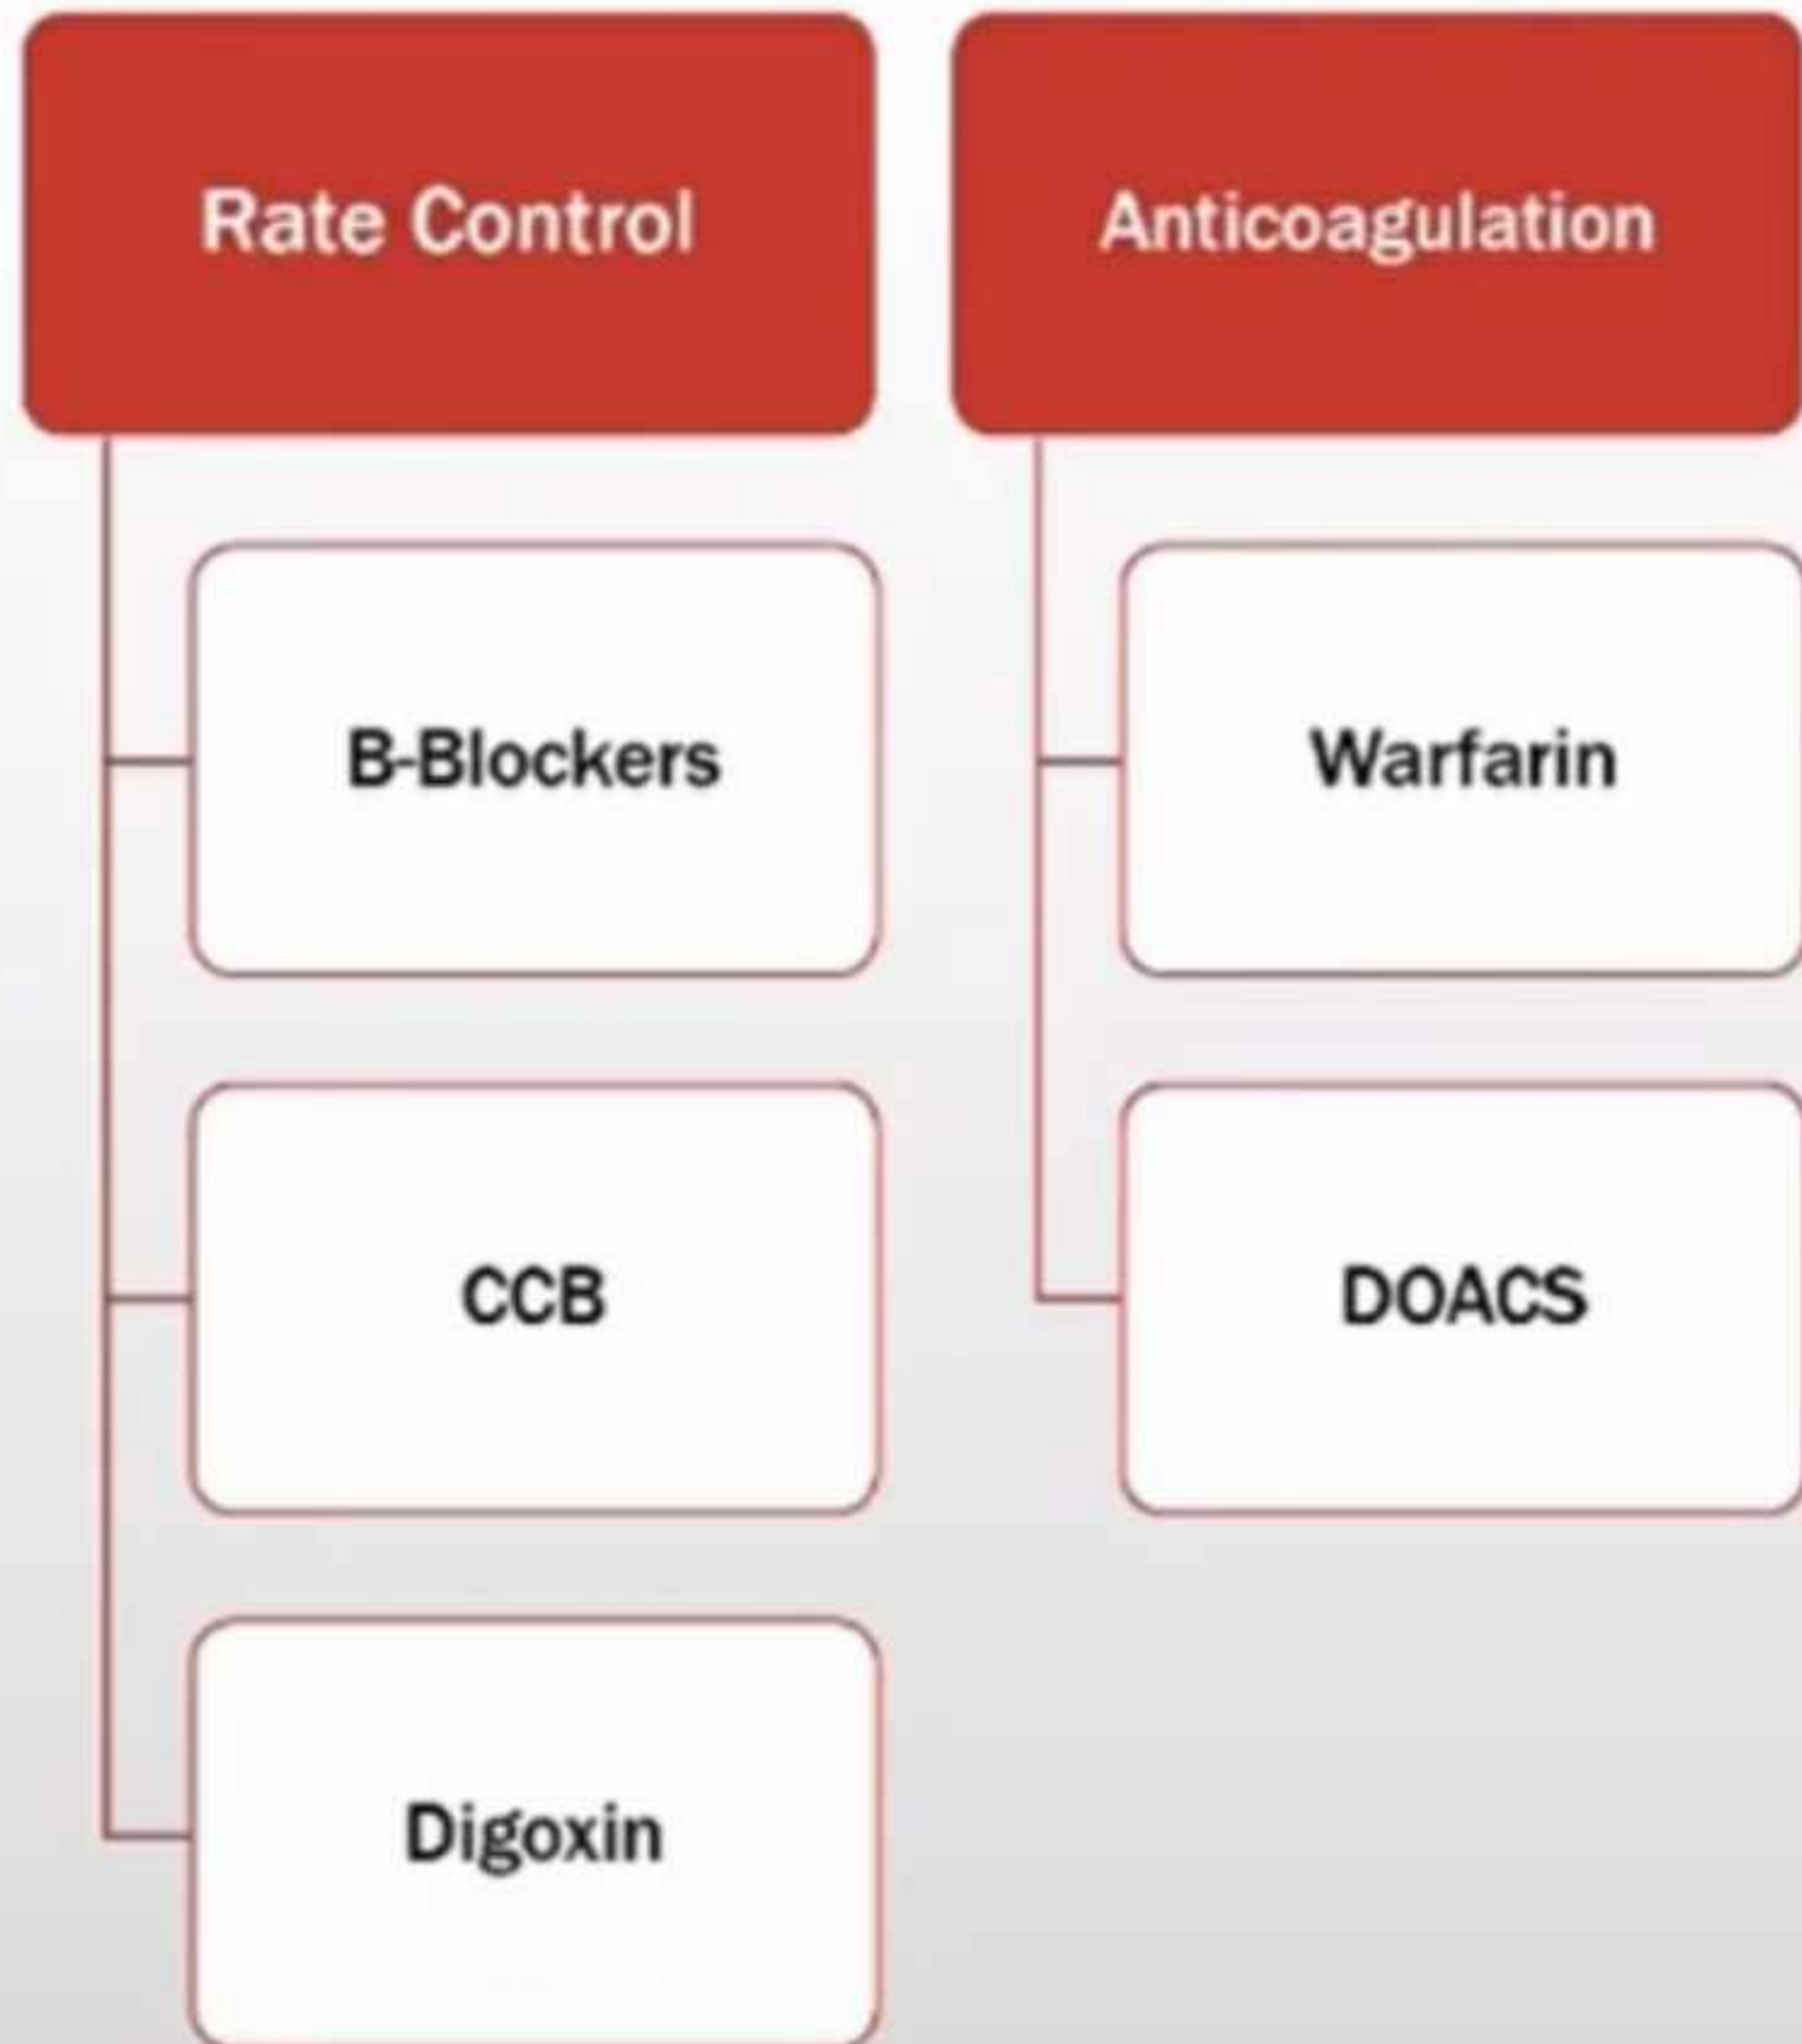 Rate Control
B-Blockers
CCB
Digoxin
Anticoagulation
Warfarin
DOACS